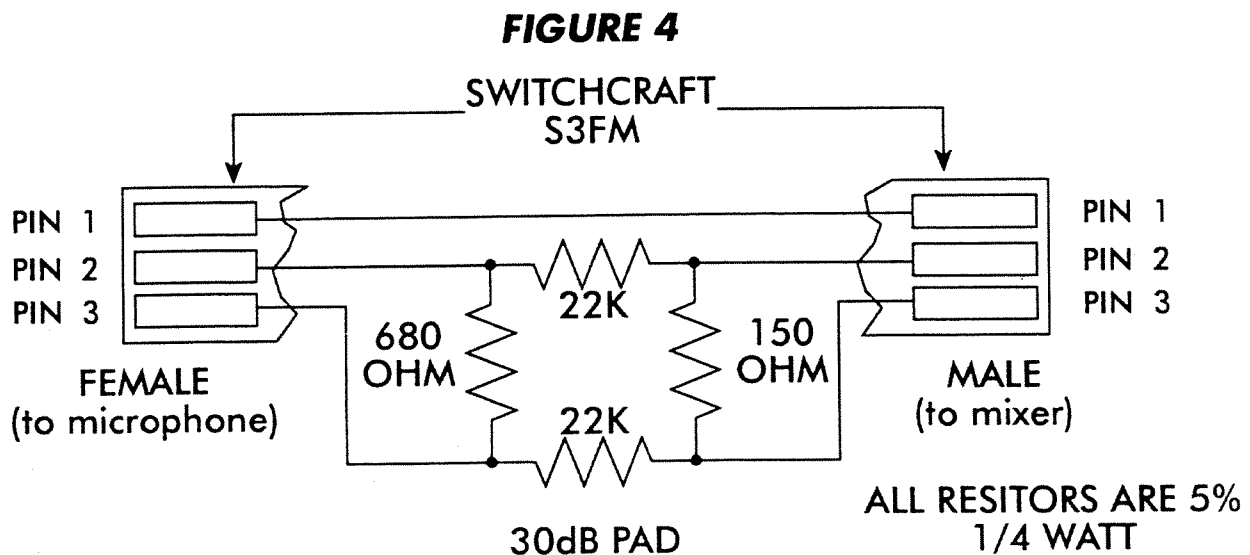 FIGURE 4
SWITCHCRAFT
S3FM
PIN 1
PIN 2
PIN 3
PIN 1
PIN 2
PIN 3
22K
680
OHM
150
OHM
22K
FEMALE
(to microphone)
MALE
(to mixer)
30dB PAD
ALL RESITORS ARE 5%
1/4 WATT